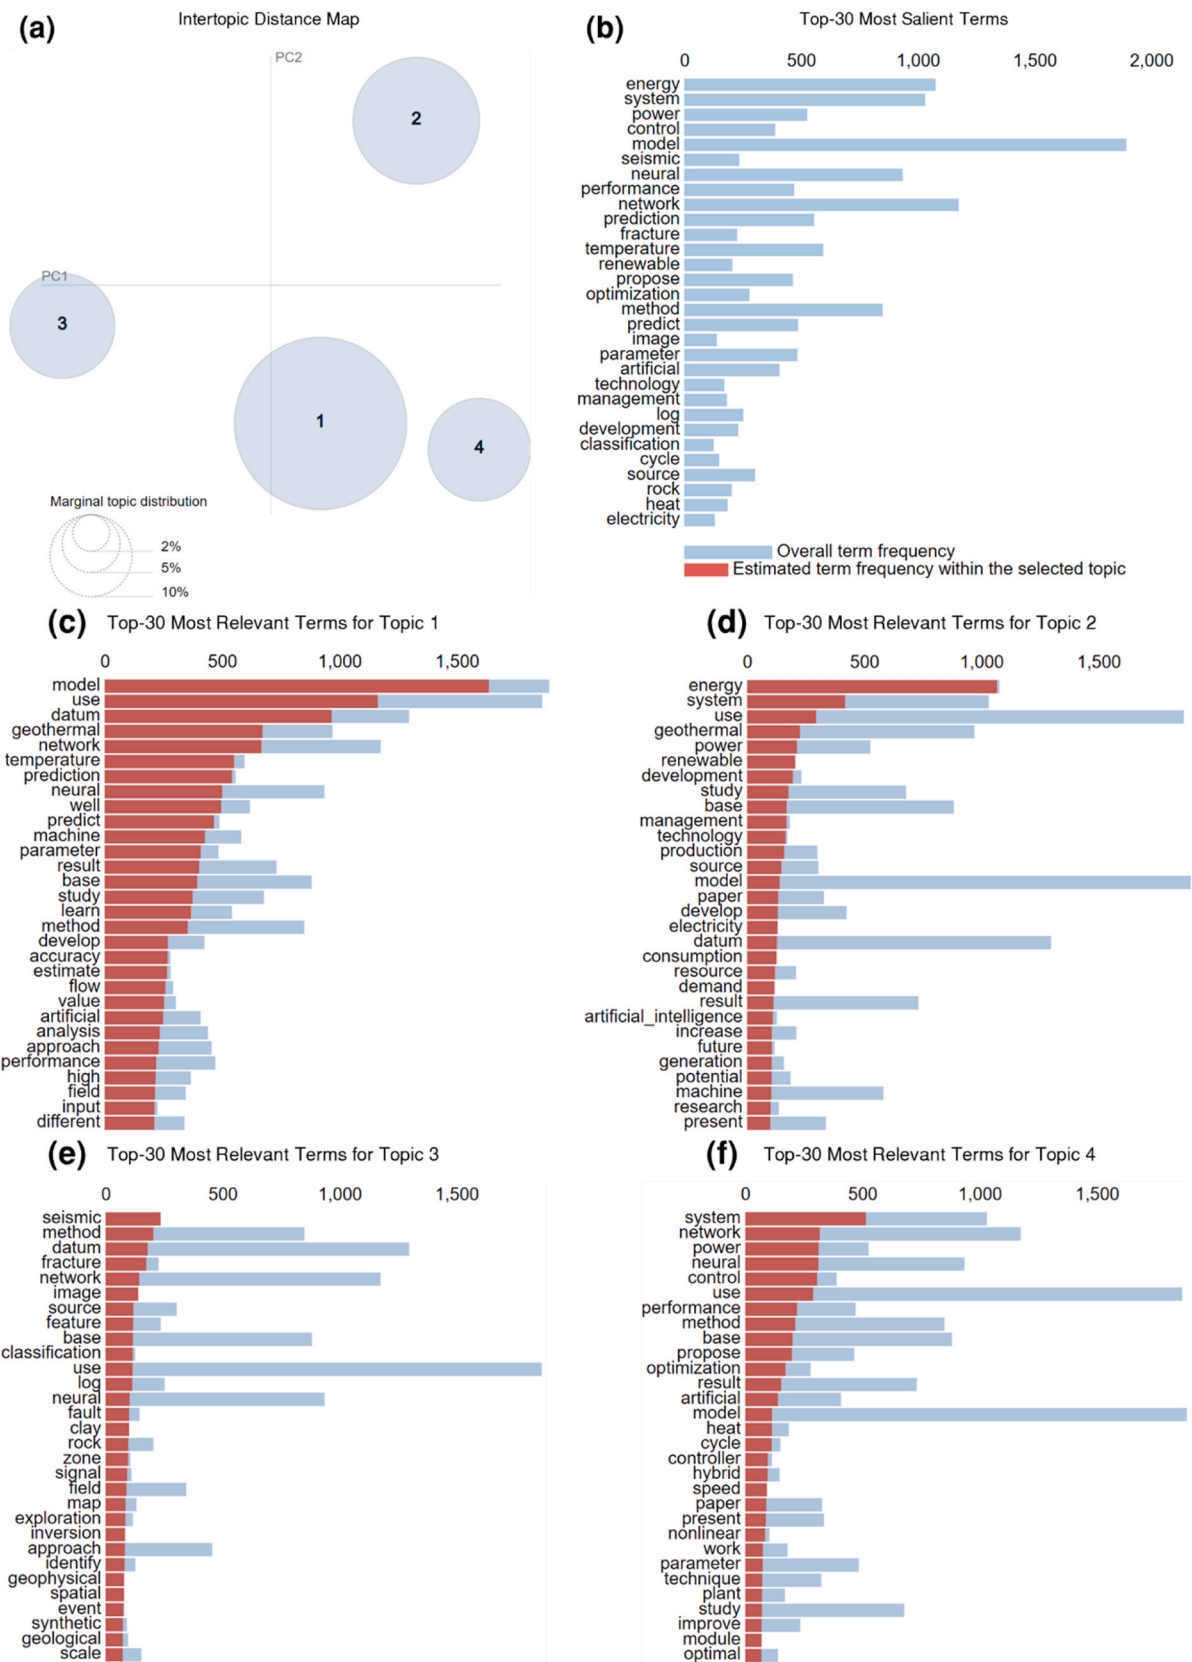 (a)
Intertopic Distance Map
PC2
2
PC1
3
1
4
Marginal topic distribution
2%
5%
10%
(b)
Top-30 Most Salient Terms
0 500 1,000 1,500 2,000
energy
system
power
control
model
seismic
neural
performance
network
prediction
fracture
temperature
renewable
propose
optimization
method
predict
image
parameter
artificial
technology
management
log
development
classification
cycle
source
rock
heat
electricity
Overall term frequency
Estimated term frequency within the selected topic
(c)
Top-30 Most Relevant Terms for Topic 1
0 500 1,000 1,500
model
use
datum
geothermal
network
temperature
prediction
neural
well
predict
machine
parameter
result
base
study
learn
method
develop
accuracy
estimate
flow
value
artificial
analysis
approach
performance
high
field
input
different
(d)
Top-30 Most Relevant Terms for Topic 2
0 500 1,000 1,500
energy
system
use
geothermal
power
renewable
development
study
base
management
technology
production
source
model
paper
develop
electricity
datum
consumption
resource
demand
result
artificial_intelligence
increase
future
generation
potential
machine
research
present
(e)
Top-30 Most Relevant Terms for Topic 3
0 500 1,000 1,500
seismic
method
datum
fracture
network
image
source
feature
base
classification
use
log
neural
fault
clay
rock
zone
signal
field
map
exploration
inversion
approach
identify
geophysical
spatial
event
synthetic
geological
scale
(f)
Top-30 Most Relevant Terms for Topic 4
0 500 1,000 1,500
system
network
power
neural
control
use
performance
method
base
propose
optimization
result
artificial
model
heat
cycle
controller
hybrid
speed
paper
present
nonlinear
work
parameter
technique
plant
study
improve
module
optimal